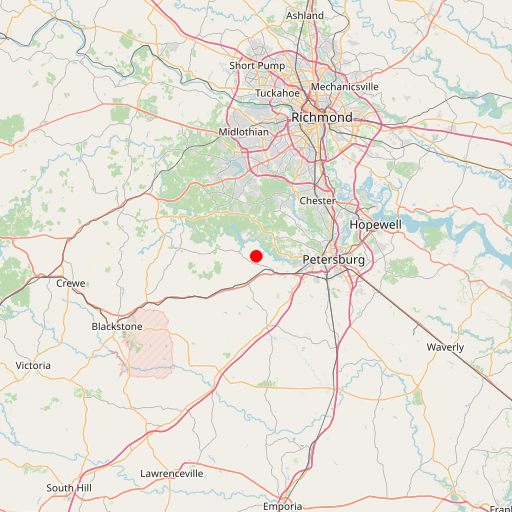 Ashland
Short Pump
Mechanicsville
Tuckahoe
Richmond
Midlothian
Chester
Hopewell
Petersburg
Crewe
Blackstone
Waverly
Victoria
Lawrenceville
South Hill
Emporia
Frank